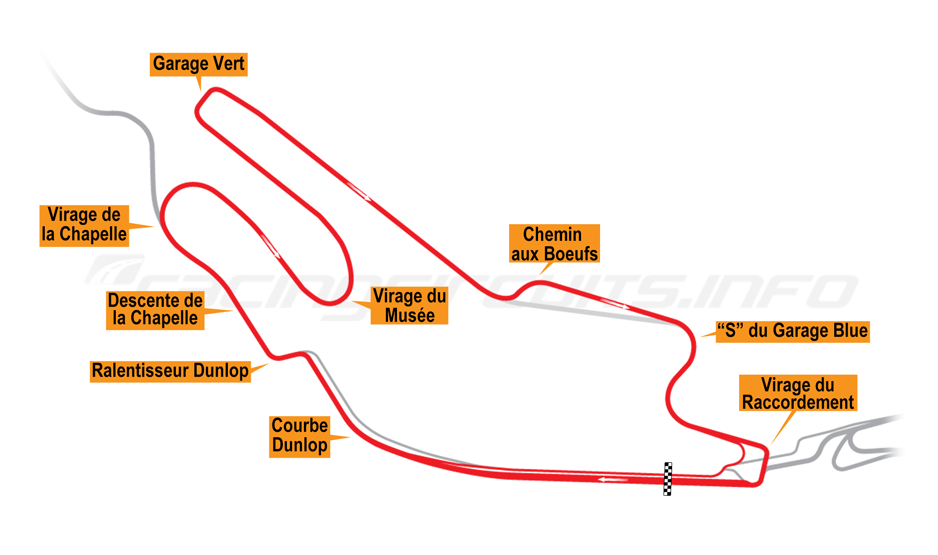 Garage Vert
Virage de
la Chapelle
Chemin
aux Boeufs
Descente de
la Chapelle
Virage du
Musée
“S” du Garage Blue
Ralentisseur Dunlop
Virage du
Raccordement
Courbe
Dunlop
racingcircuits.info